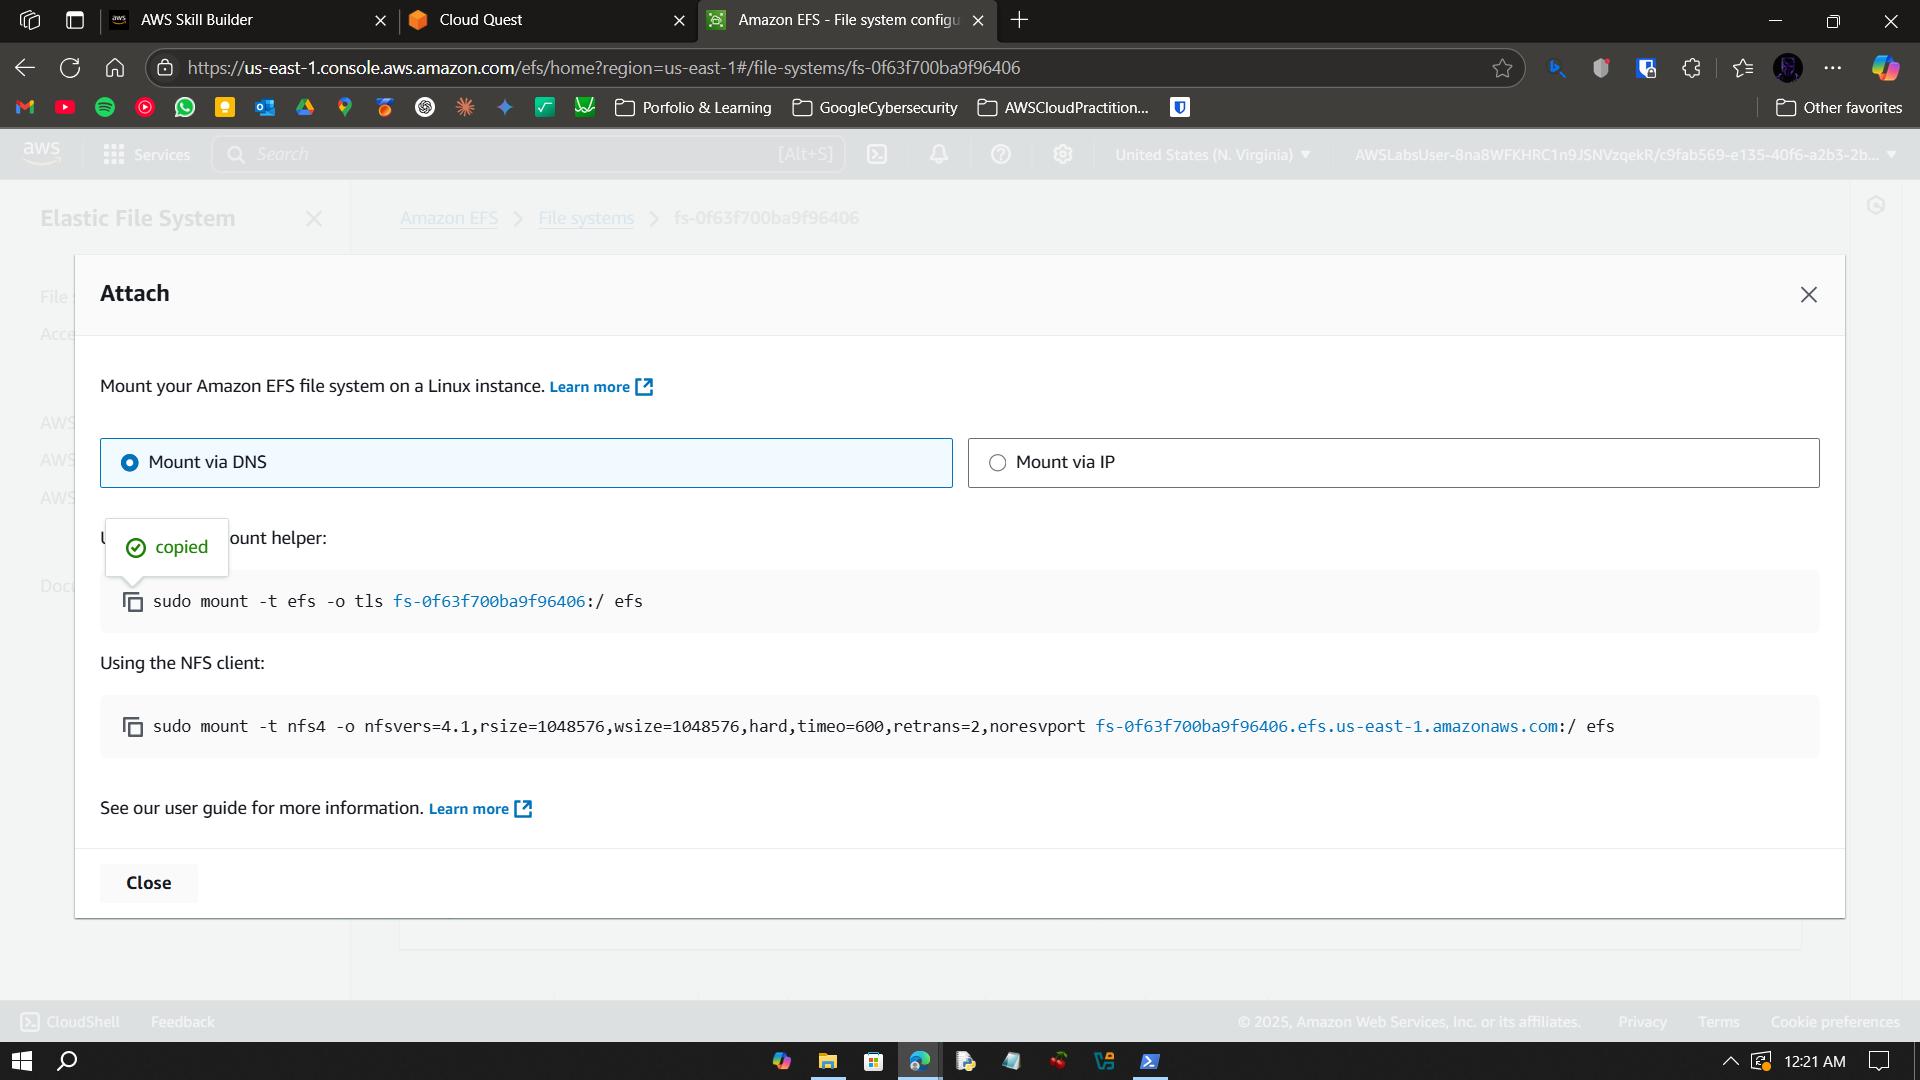 AWS Skill Builder
Cloud Quest
Amazon EFS - File system configu
https://us-east-1.console.aws.amazon.com/efs/home?region=us-east-1#/file-systems/fs-0f63f700ba9f96406
Porfolio & Learning
GoogleCybersecurity
AWSCloudPractition...
Other favorites
aws
Services
Search
[Alt+S]
United States (N. Virginia)
AWSLabsUser-8na8WFKHRC1n9JSNVzqekR/c9fab569-e135-40f6-a2b3-2b...
Elastic File System
Amazon EFS
File systems
fs-0f63f700ba9f96406
File
Acce
AWS
AWS
AWS
Docu
Attach
Mount your Amazon EFS file system on a Linux instance. Learn more
Mount via DNS
Mount via IP
copied
ount helper:
sudo mount -t efs -o tls fs-0f63f700ba9f96406:/ efs
Using the NFS client:
sudo mount -t nfs4 -o nfsvers=4.1,rsize=1048576,wsize=1048576,hard,timeo=600,retrans=2,noresvport fs-0f63f700ba9f96406.efs.us-east-1.amazonaws.com:/ efs
See our user guide for more information. Learn more
Close
CloudShell
Feedback
© 2025, Amazon Web Services, Inc. or its affiliates.
Privacy
Terms
Cookie preferences
12:21 AM